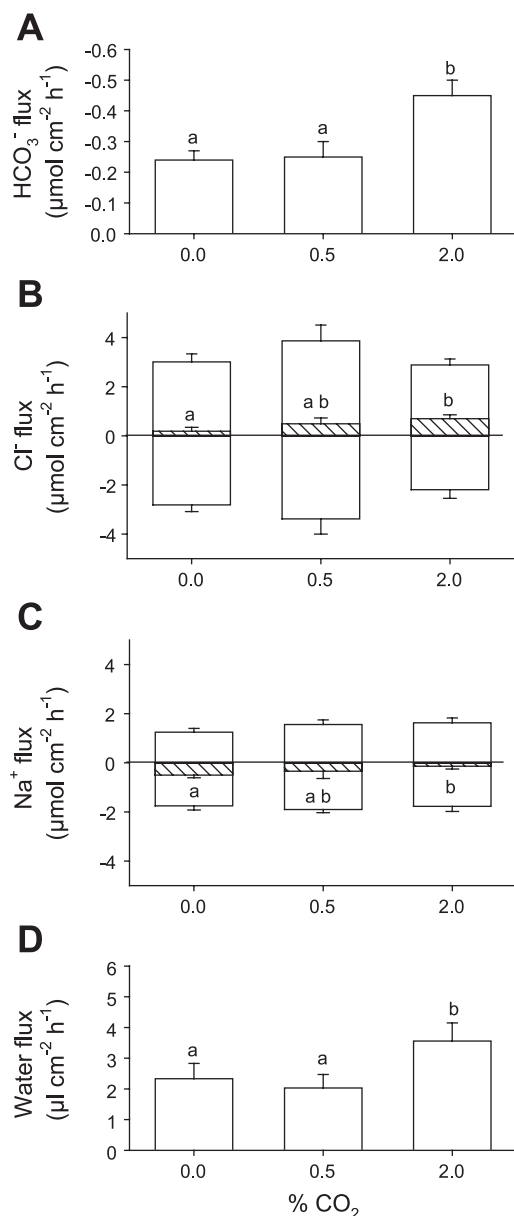 A
HCO₃⁻ flux
(µmol cm⁻² h⁻¹)
-0.6
-0.5
-0.4
-0.3
-0.2
-0.1
0.0
a
a
b
0.0
0.5
2.0
B
Cl⁻ flux
(µmol cm⁻² h⁻¹)
4
2
0
-2
-4
a
a b
b
0.0
0.5
2.0
C
Na⁺ flux
(µmol cm⁻² h⁻¹)
4
2
0
-2
-4
a
a b
b
0.0
0.5
2.0
D
Water flux
(µl cm⁻² h⁻¹)
6
5
4
3
2
1
0
a
a
b
0.0
0.5
2.0
% CO₂